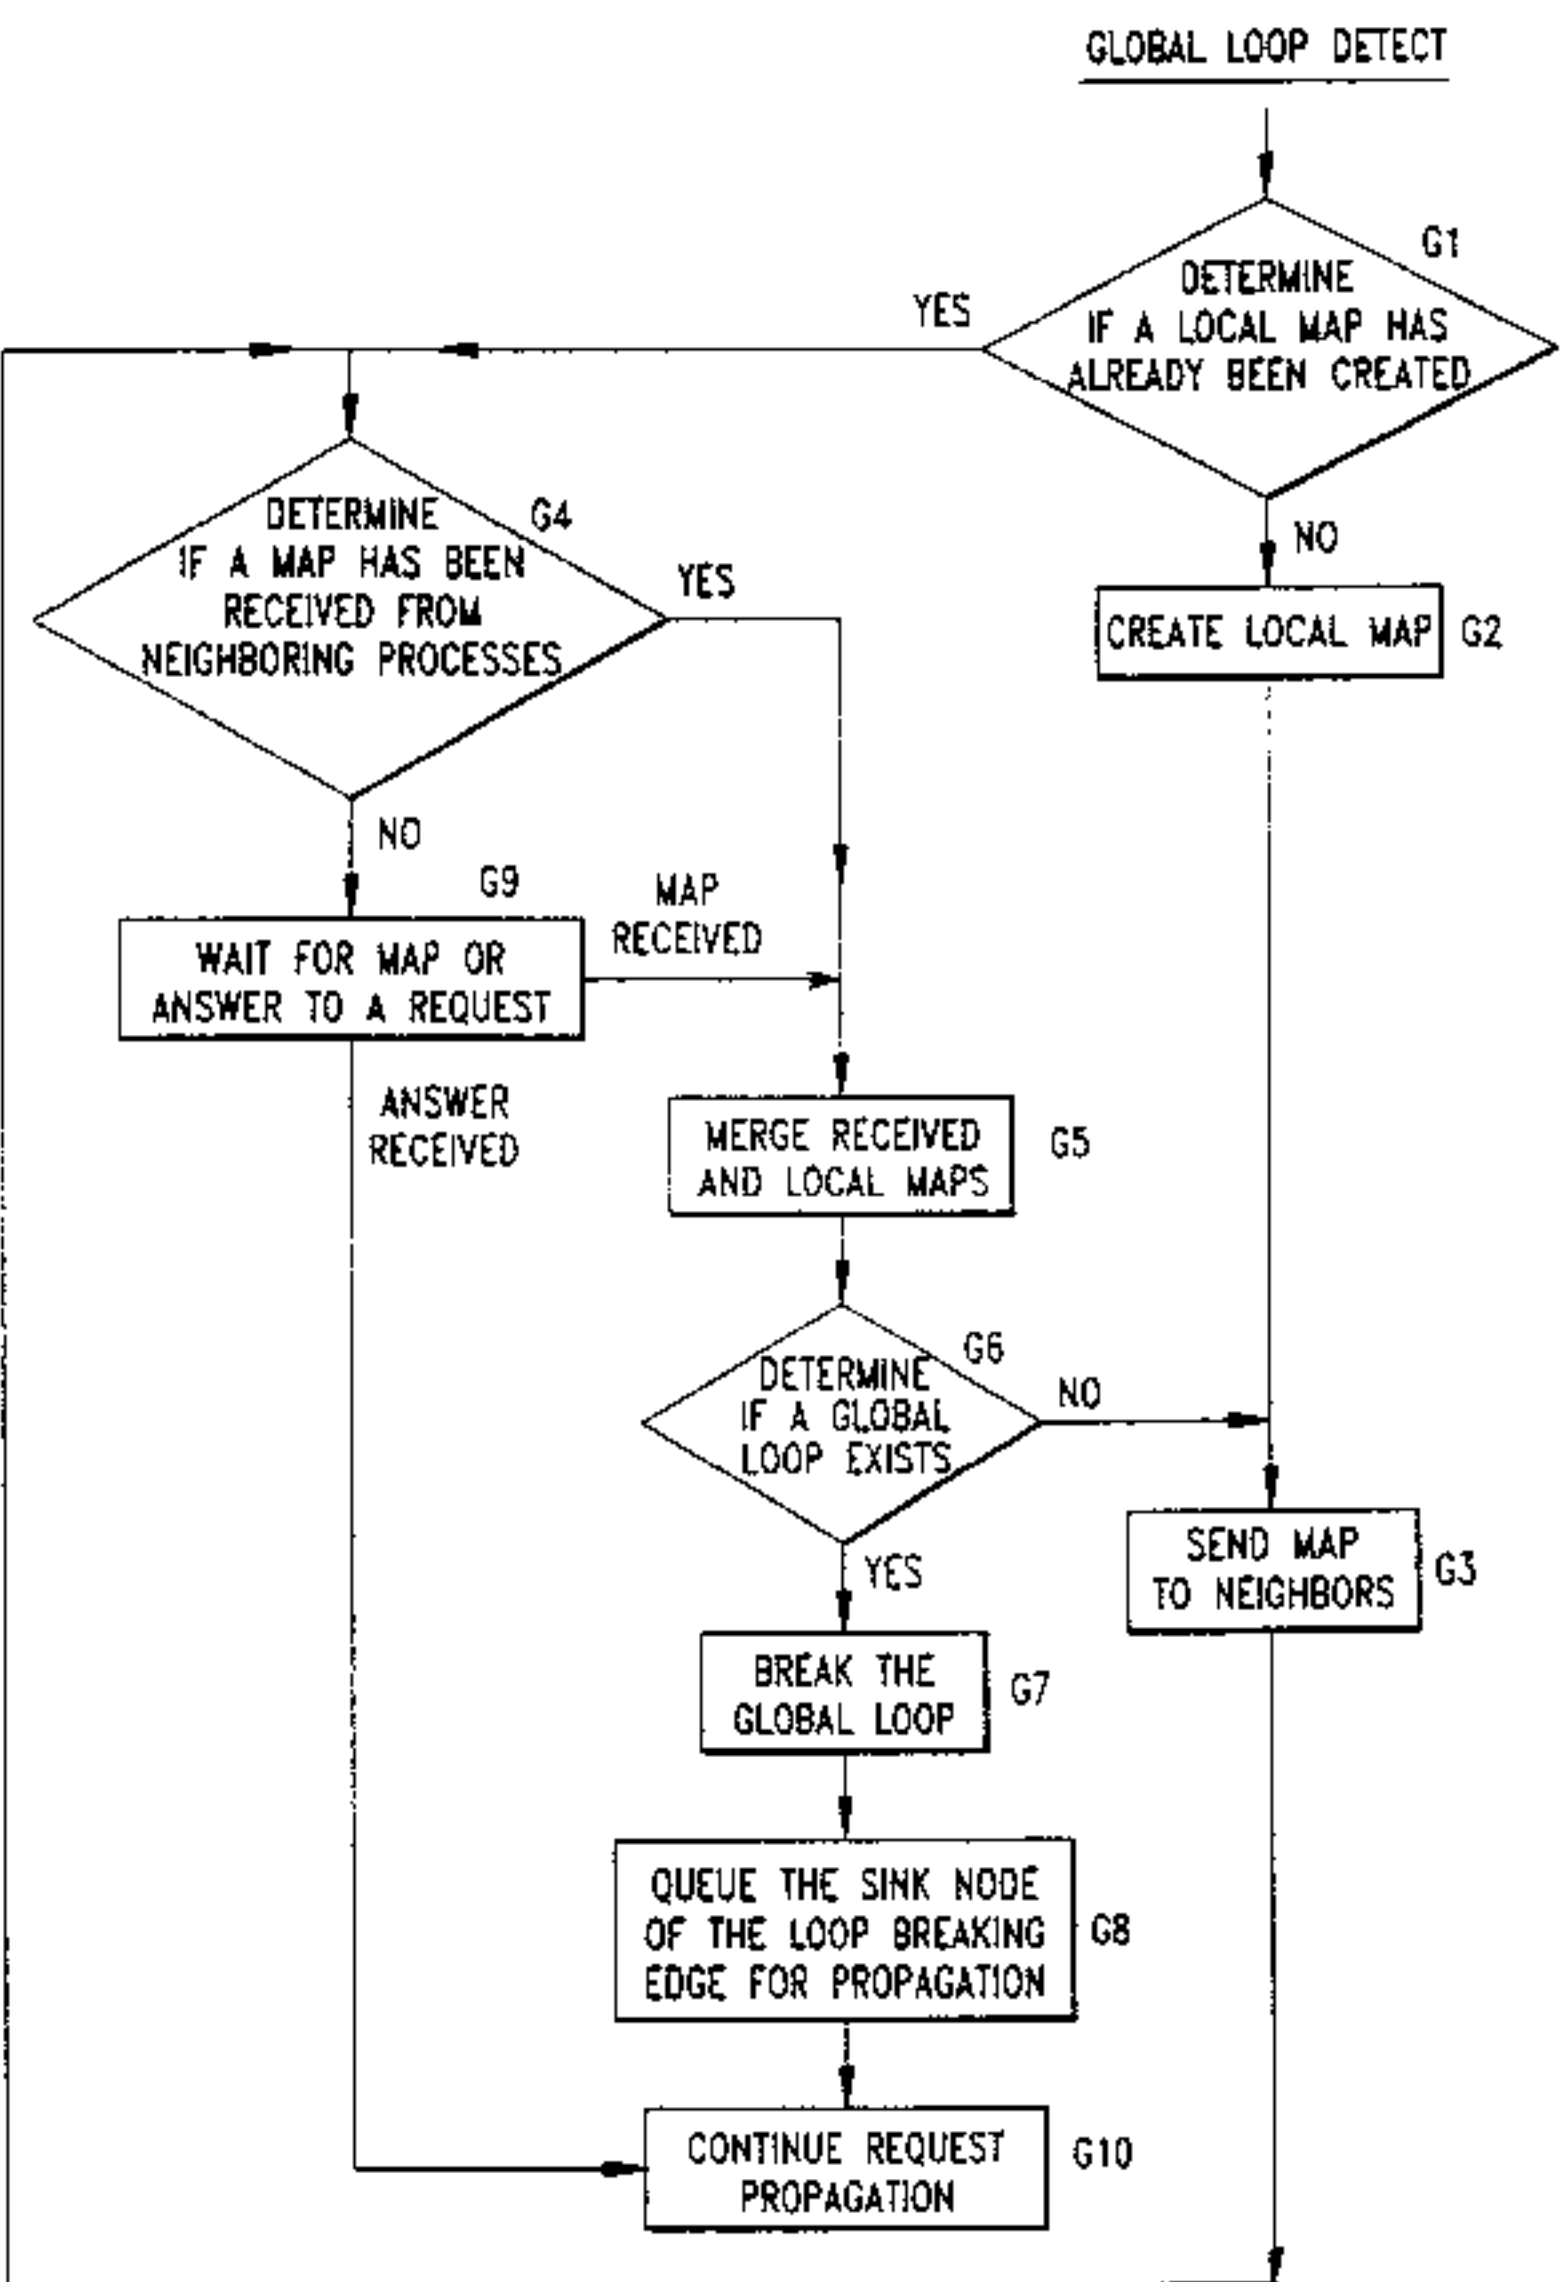 GLOBAL LOOP DETECT
G1
DETERMINE
IF A LOCAL MAP HAS
ALREADY BEEN CREATED
YES
NO
CREATE LOCAL MAP
G2
G4
DETERMINE
IF A MAP HAS BEEN
RECEIVED FROM
NEIGHBORING PROCESSES
YES
NO
G9
WAIT FOR MAP OR
ANSWER TO A REQUEST
MAP
RECEIVED
ANSWER
RECEIVED
MERGE RECEIVED
AND LOCAL MAPS
G5
G6
DETERMINE
IF A GLOBAL
LOOP EXISTS
NO
YES
SEND MAP
TO NEIGHBORS
G3
BREAK THE
GLOBAL LOOP
G7
QUEUE THE SINK NODE
OF THE LOOP BREAKING
EDGE FOR PROPAGATION
G8
CONTINUE REQUEST
PROPAGATION
G10